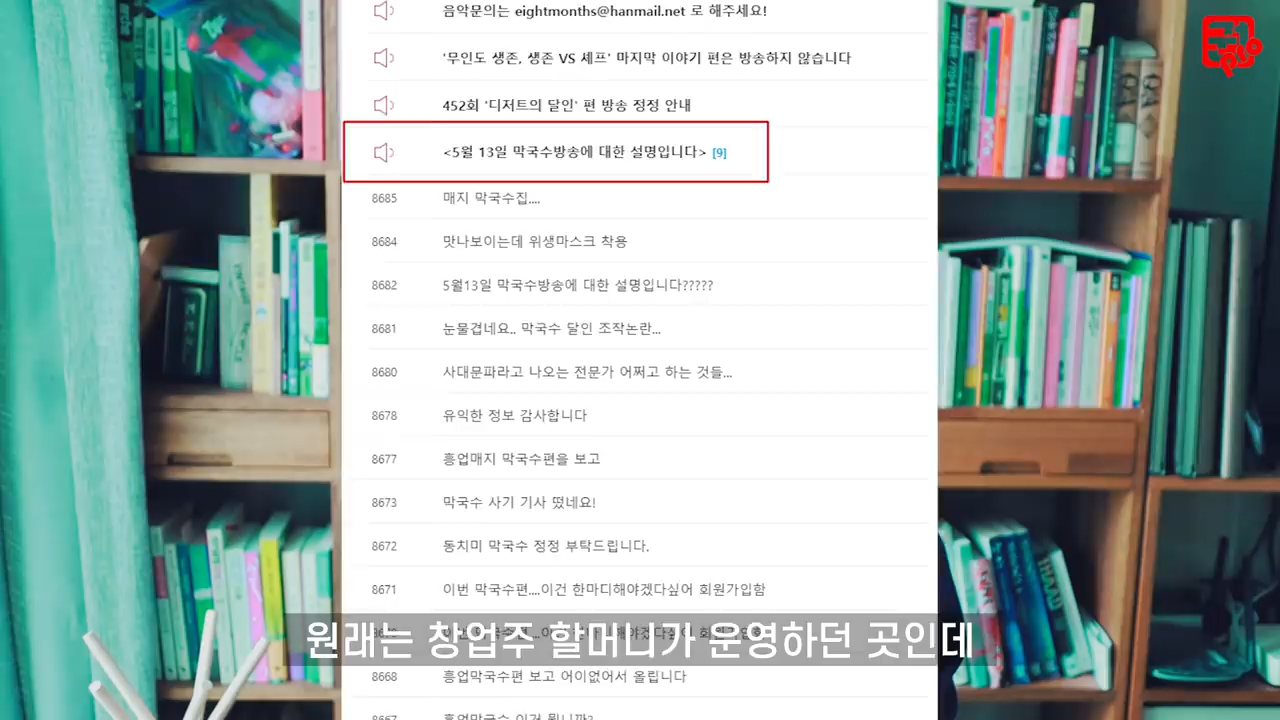 음악문의는 eightmonths@hanmail.net 로 해주세요!
'무인도 생존, 생존 VS 셰프' 마지막 이야기 편은 방송하지 않습니다
452회 '디저트의 달인' 편 방송 정정 안내
<5월 13일 막국수방송에 대한 설명입니다> [9]
8685 매지 막국수집....
8684 맛나보이는데 위생마스크 착용
8682 5월13일 막국수방송에 대한 설명입니다?????
8681 눈물겹네요.. 막국수 달인 조작논란...
8680 사대문파라고 나오는 전문가 어쩌고 하는 것들...
8678 유익한 정보 감사합니다
8677 흥업매지 막국수편을 보고
8673 막국수 사기 기사 떴네요!
8672 동치미 막국수 정정 부탁드립니다.
8671 이번 막국수편....이건 한마디해야겠다싶어 회원가입함
원래는 창업주 할머니가 운영하던 곳인데
8668 흥업막국수편 보고 어이없어서 올립니다
8667 흥업막국수 이거 뭡니까?